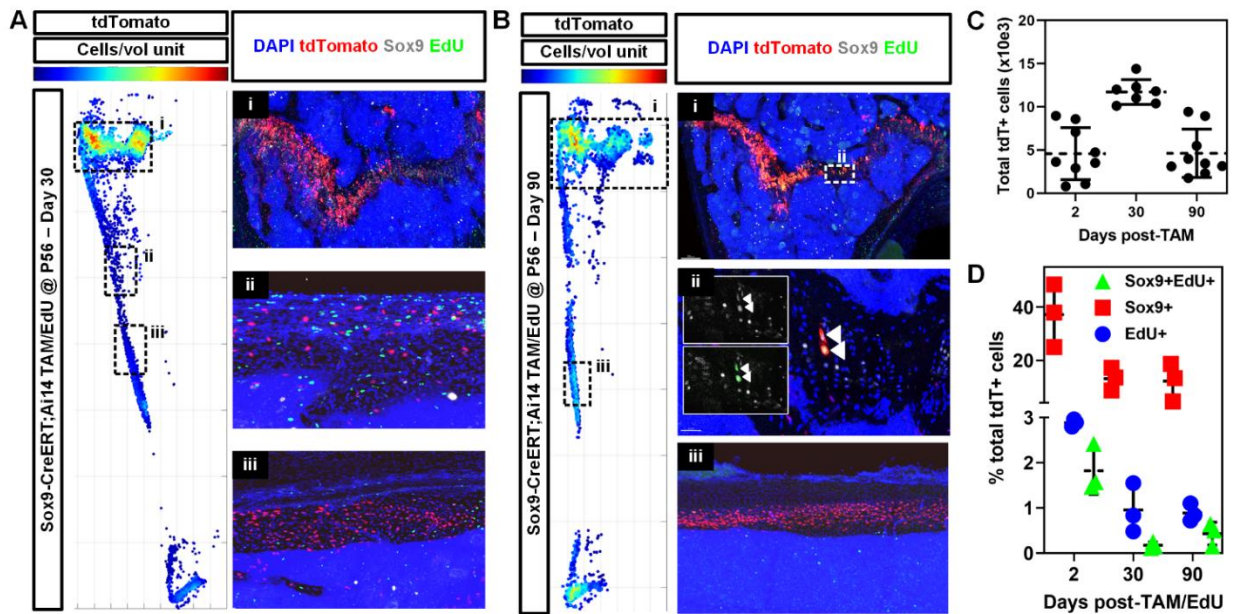 A
tdTomato
Cells/vol unit
Sox9-CreERT;Ai14 TAM/EdU @ P56 – Day 30
i
ii
iii
DAPI tdTomato Sox9 EdU
i
ii
iii
B
tdTomato
Cells/vol unit
Sox9-CreERT;Ai14 TAM/EdU @ P56 – Day 90
i
iii
DAPI tdTomato Sox9 EdU
i
ii
ii
iii
C
Total tdT+ cells (x10e3)
20
15
10
5
0
2 30 90
Days post-TAM
D
Sox9+EdU+
Sox9+
EdU+
% total tdT+ cells
40
20
3
2
1
0
2 30 90
Days post-TAM/EdU